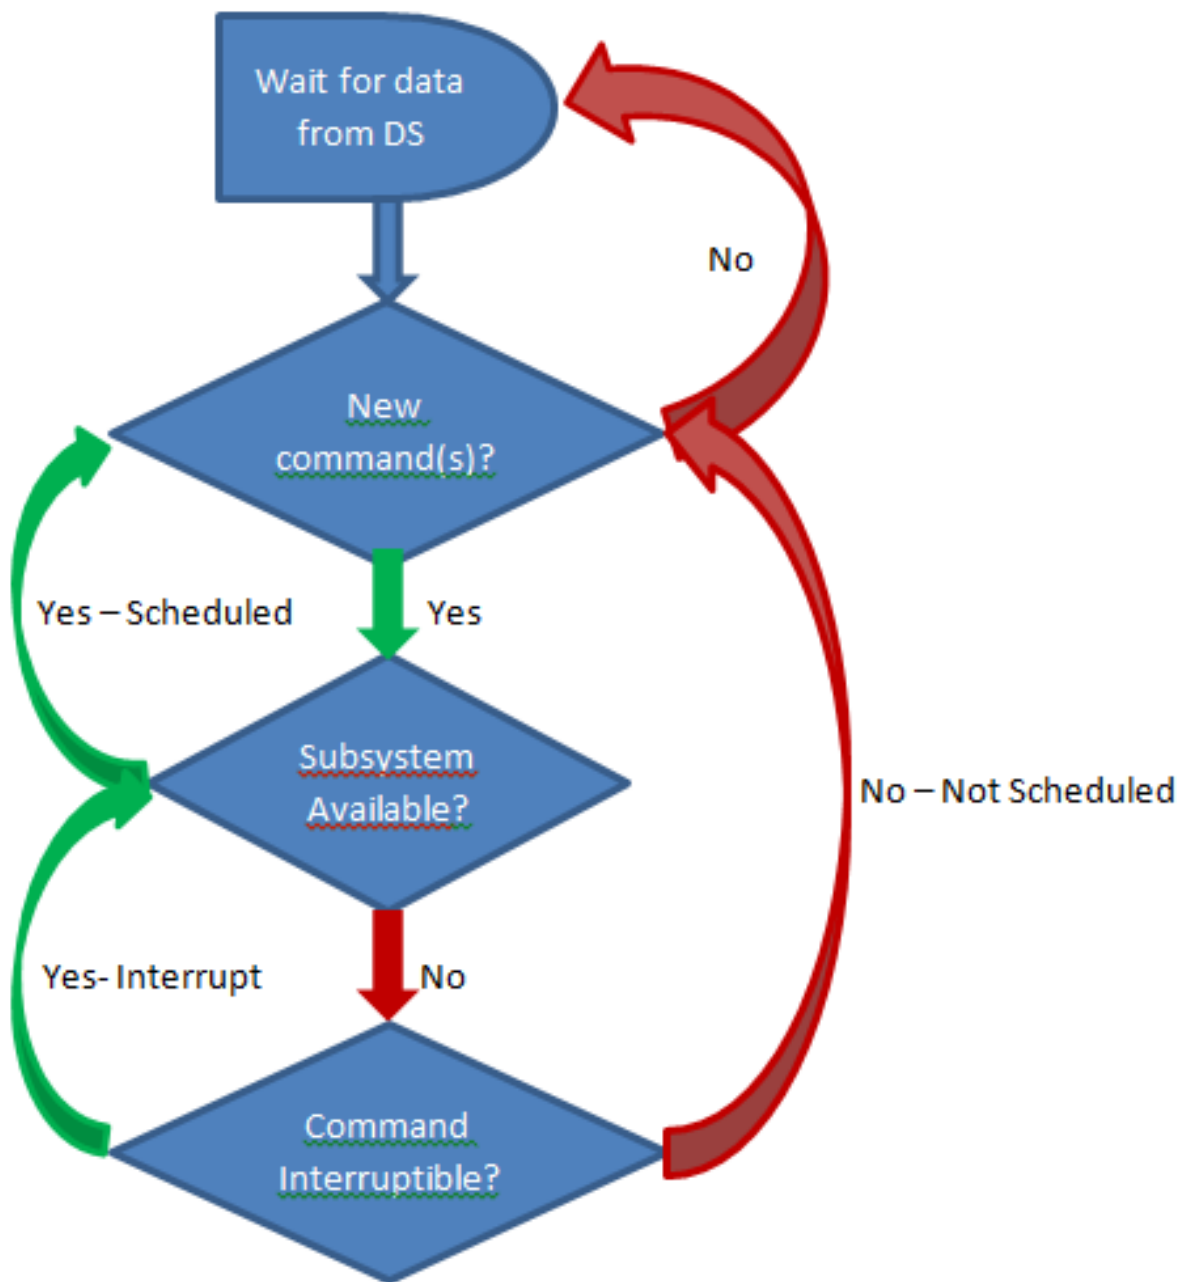 Wait for data
from DS
No
New
command(s)?
Yes – Scheduled
Yes
Subsystem
Available?
No – Not Scheduled
Yes- Interrupt
No
Command
Interruptible?